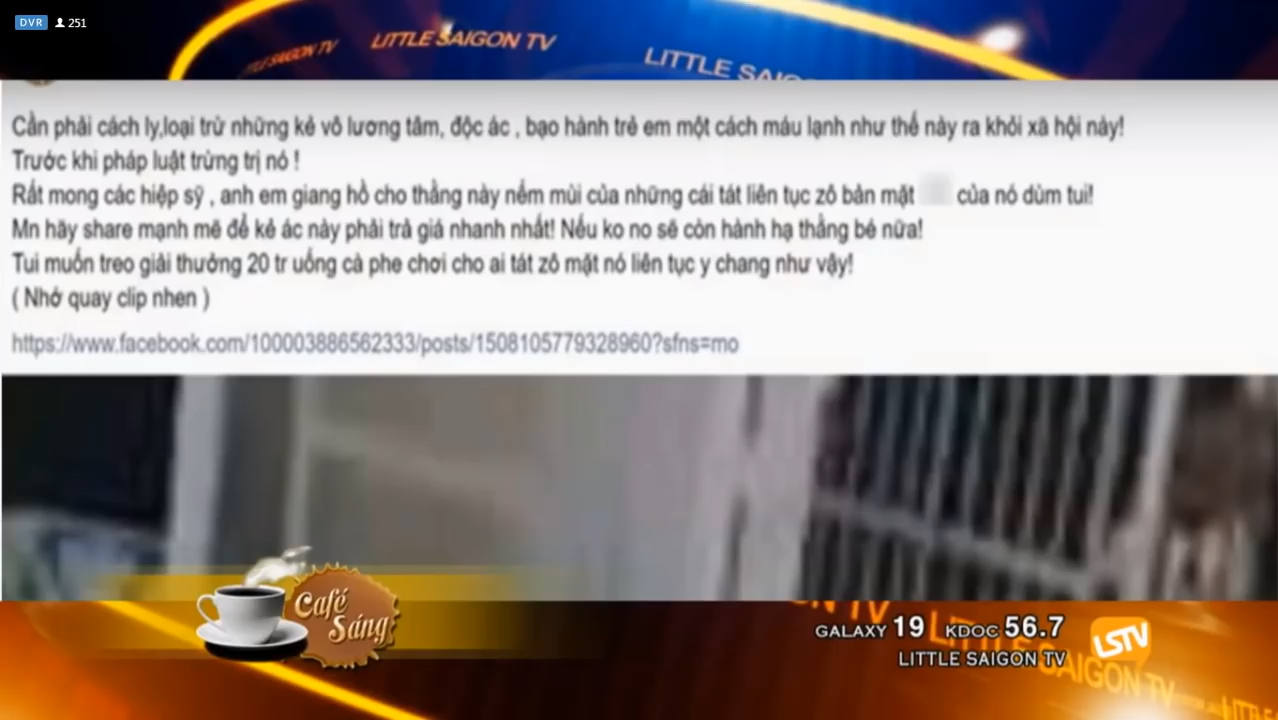 DVR 251
LITTLE SAIGON TV
LITTLE SAIGON TV
LITTLE
Cần phải cách ly,loại trừ những kẻ vô lương tâm, độc ác , bạo hành trẻ em một cách máu lạnh như thế này ra khỏi xã hội này!
Trước khi pháp luật trừng trị nó !
Rất mong các hiệp sỹ , anh em giang hồ cho thằng này nếm mùi của những cái tát liên tục zô bản mặt của nó dùm tui!
Mn hãy share mạnh mẽ để kẻ ác này phải trả giá nhanh nhất! Nếu ko no sẽ còn hành hạ thằng bé nữa!
Tui muốn treo giải thưởng 20 tr uống cà phe chơi cho ai tát zô mặt nó liên tục y chang như vậy!
( Nhớ quay clip nhen )
https://www.facebook.com/100003886562333/posts/1508105779328960?sfns=mo
Café
Sáng
GALAXY 19 KDOC 56.7
LITTLE SAIGON TV
LSTV